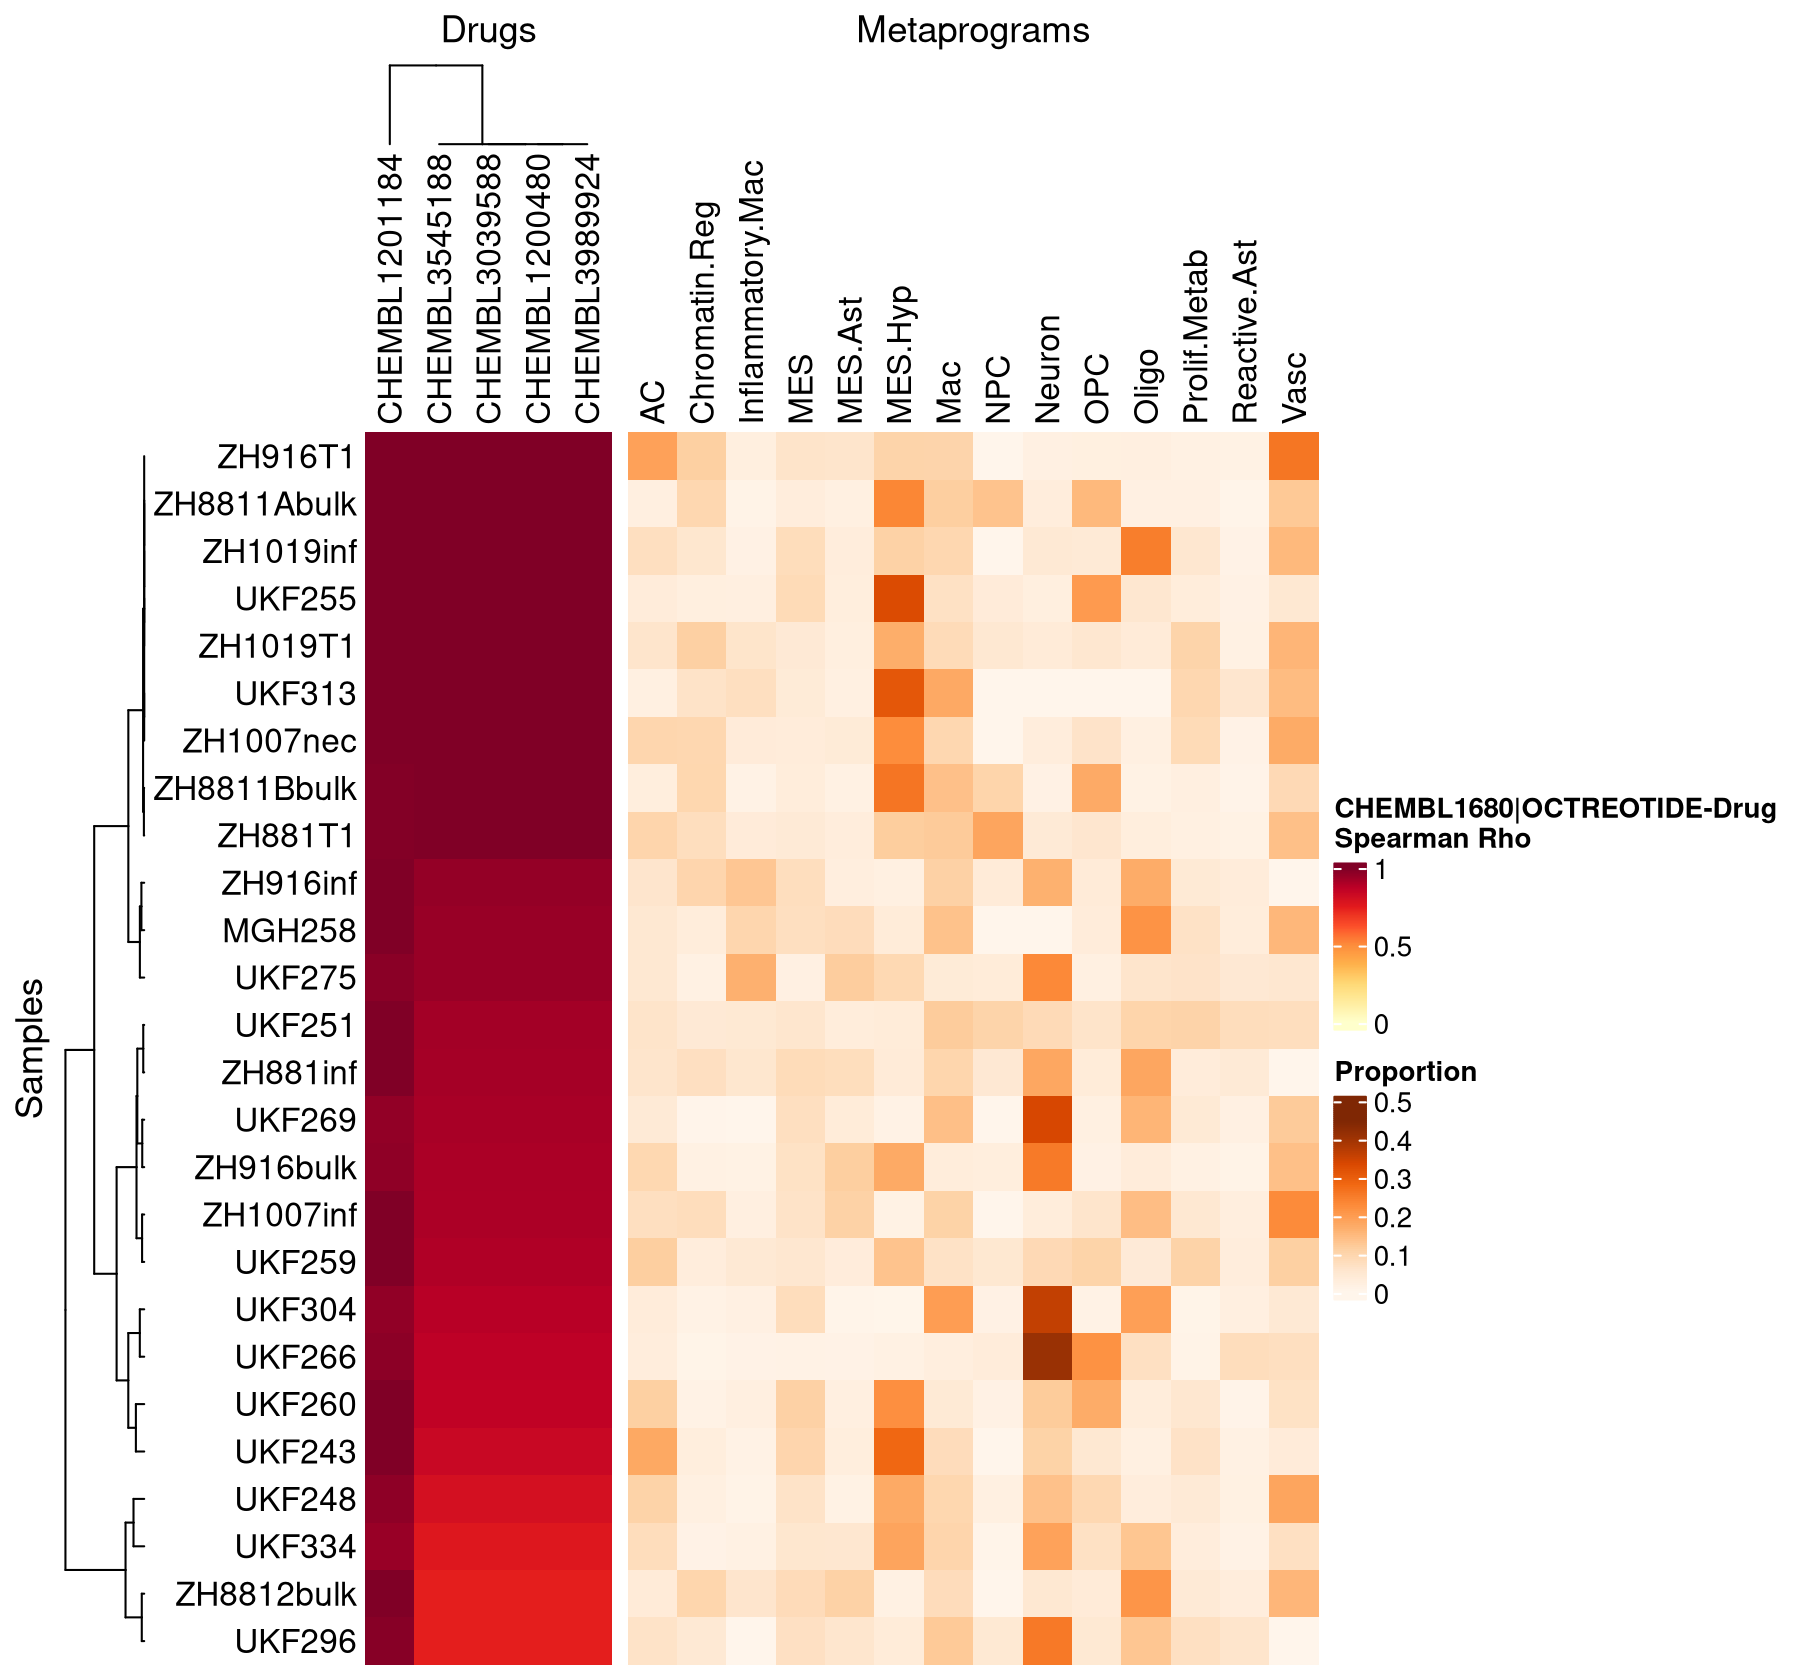 Drugs
Metaprograms
CHEMBL1201184
CHEMBL3545188
CHEMBL3039588
CHEMBL1200480
CHEMBL3989924
AC
Chromatin.Reg
Inflammatory.Mac
MES
MES.Ast
MES.Hyp
Mac
NPC
Neuron
OPC
Oligo
Prolif.Metab
Reactive.Ast
Vasc
Samples
ZH916T1
ZH8811Abulk
ZH1019inf
UKF255
ZH1019T1
UKF313
ZH1007nec
ZH8811Bbulk
ZH881T1
ZH916inf
MGH258
UKF275
UKF251
ZH881inf
UKF269
ZH916bulk
ZH1007inf
UKF259
UKF304
UKF266
UKF260
UKF243
UKF248
UKF334
ZH8812bulk
UKF296
CHEMBL1680|OCTREOTIDE-Drug
Spearman Rho
1
0.5
0
Proportion
0.5
0.4
0.3
0.2
0.1
0